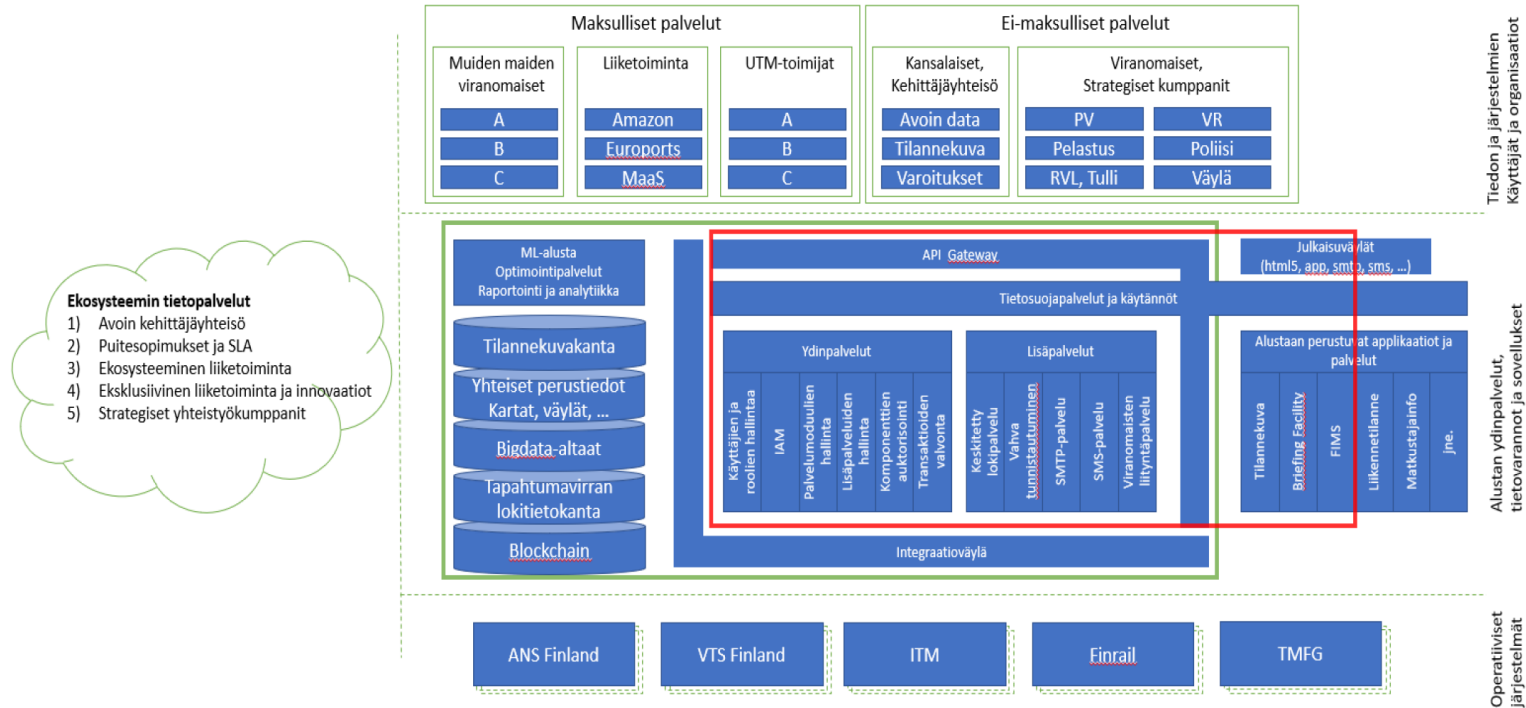 Maksulliset palvelut
Ei-maksulliset palvelut
Muiden maiden
viranomaiset
A
B
C
Liiketoiminta
Amazon
Euroports
MaaS
UTM-toimijat
A
B
C
Kansalaiset,
Kehittäjäyhteisö
Avoin data
Tilannekuva
Varoitukset
Viranomaiset,
Strategiset kumppanit
PV
VR
Pelastus
Poliisi
RVL, Tulli
Väylä
Tiedon ja järjestelmien
Käyttäjät ja organisaatiot
Ekosysteemin tietopalvelut
1) Avoin kehittäjäyhteisö
2) Puitesopimukset ja SLA
3) Ekosysteeminen liiketoiminta
4) Eksklusiivinen liiketoiminta ja innovaatiot
5) Strategiset yhteistyökumppanit
ML-alusta
Optimointipalvelut
Raportointi ja analytiikka
Tilannekuvakanta
Yhteiset perustiedot
Kartat, väylät, ...
Bigdata-altaat
Tapahtumavirran
lokitietokanta
Blockchain
API Gateway
Julkaisuväylät
(html5, app, smtp, sms, ...)
Tietosuojapalvelut ja käytännöt
Ydinpalvelut
Käyttäjien ja
roolien hallintaa
IAM
Palvelumoduulien
hallinta
Lisäpalveluiden
hallinta
Komponenttien
auktorisointi
Transaktioiden
valvonta
Lisäpalvelut
Keskitetty
lokipalvelu
Vahva
tunnistautuminen
SMTP-palvelu
SMS-palvelu
Viranomaisten
liityntäpalvelu
Alustaan perustuvat applikaatiot ja
palvelut
Tilannekuva
Briefing Facility
FIMS
Liikennetilanne
Matkustajainfo
jne.
Integraatioväylä
Alustan ydinpalvelut,
tietovarannot ja sovellukset
ANS Finland
VTS Finland
ITM
Finrail
TMFG
Operatiiviset
järjestelmät